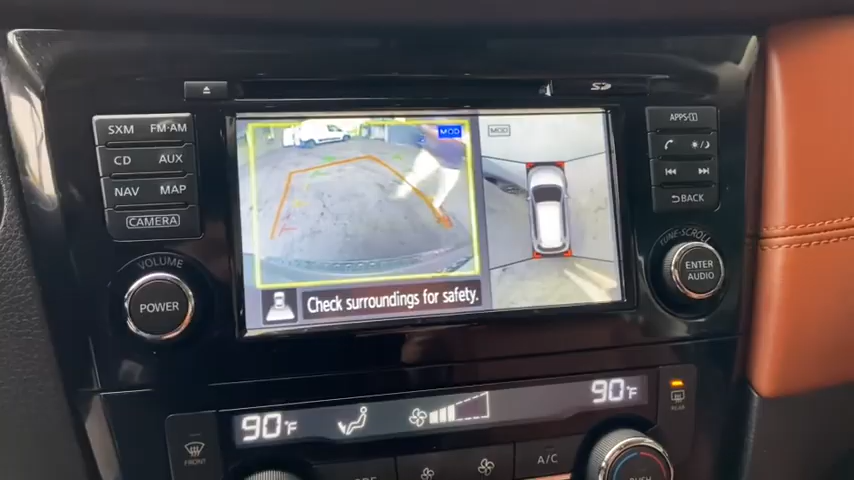 SXM FM·AM
CD AUX
NAV MAP
CAMERA
VOLUME
POWER
MOD
MOD
Check surroundings for safety.
APPS·i
BACK
TUNE·SCROLL
ENTER
AUDIO
90°F
90°F
FRONT
REAR
A/C